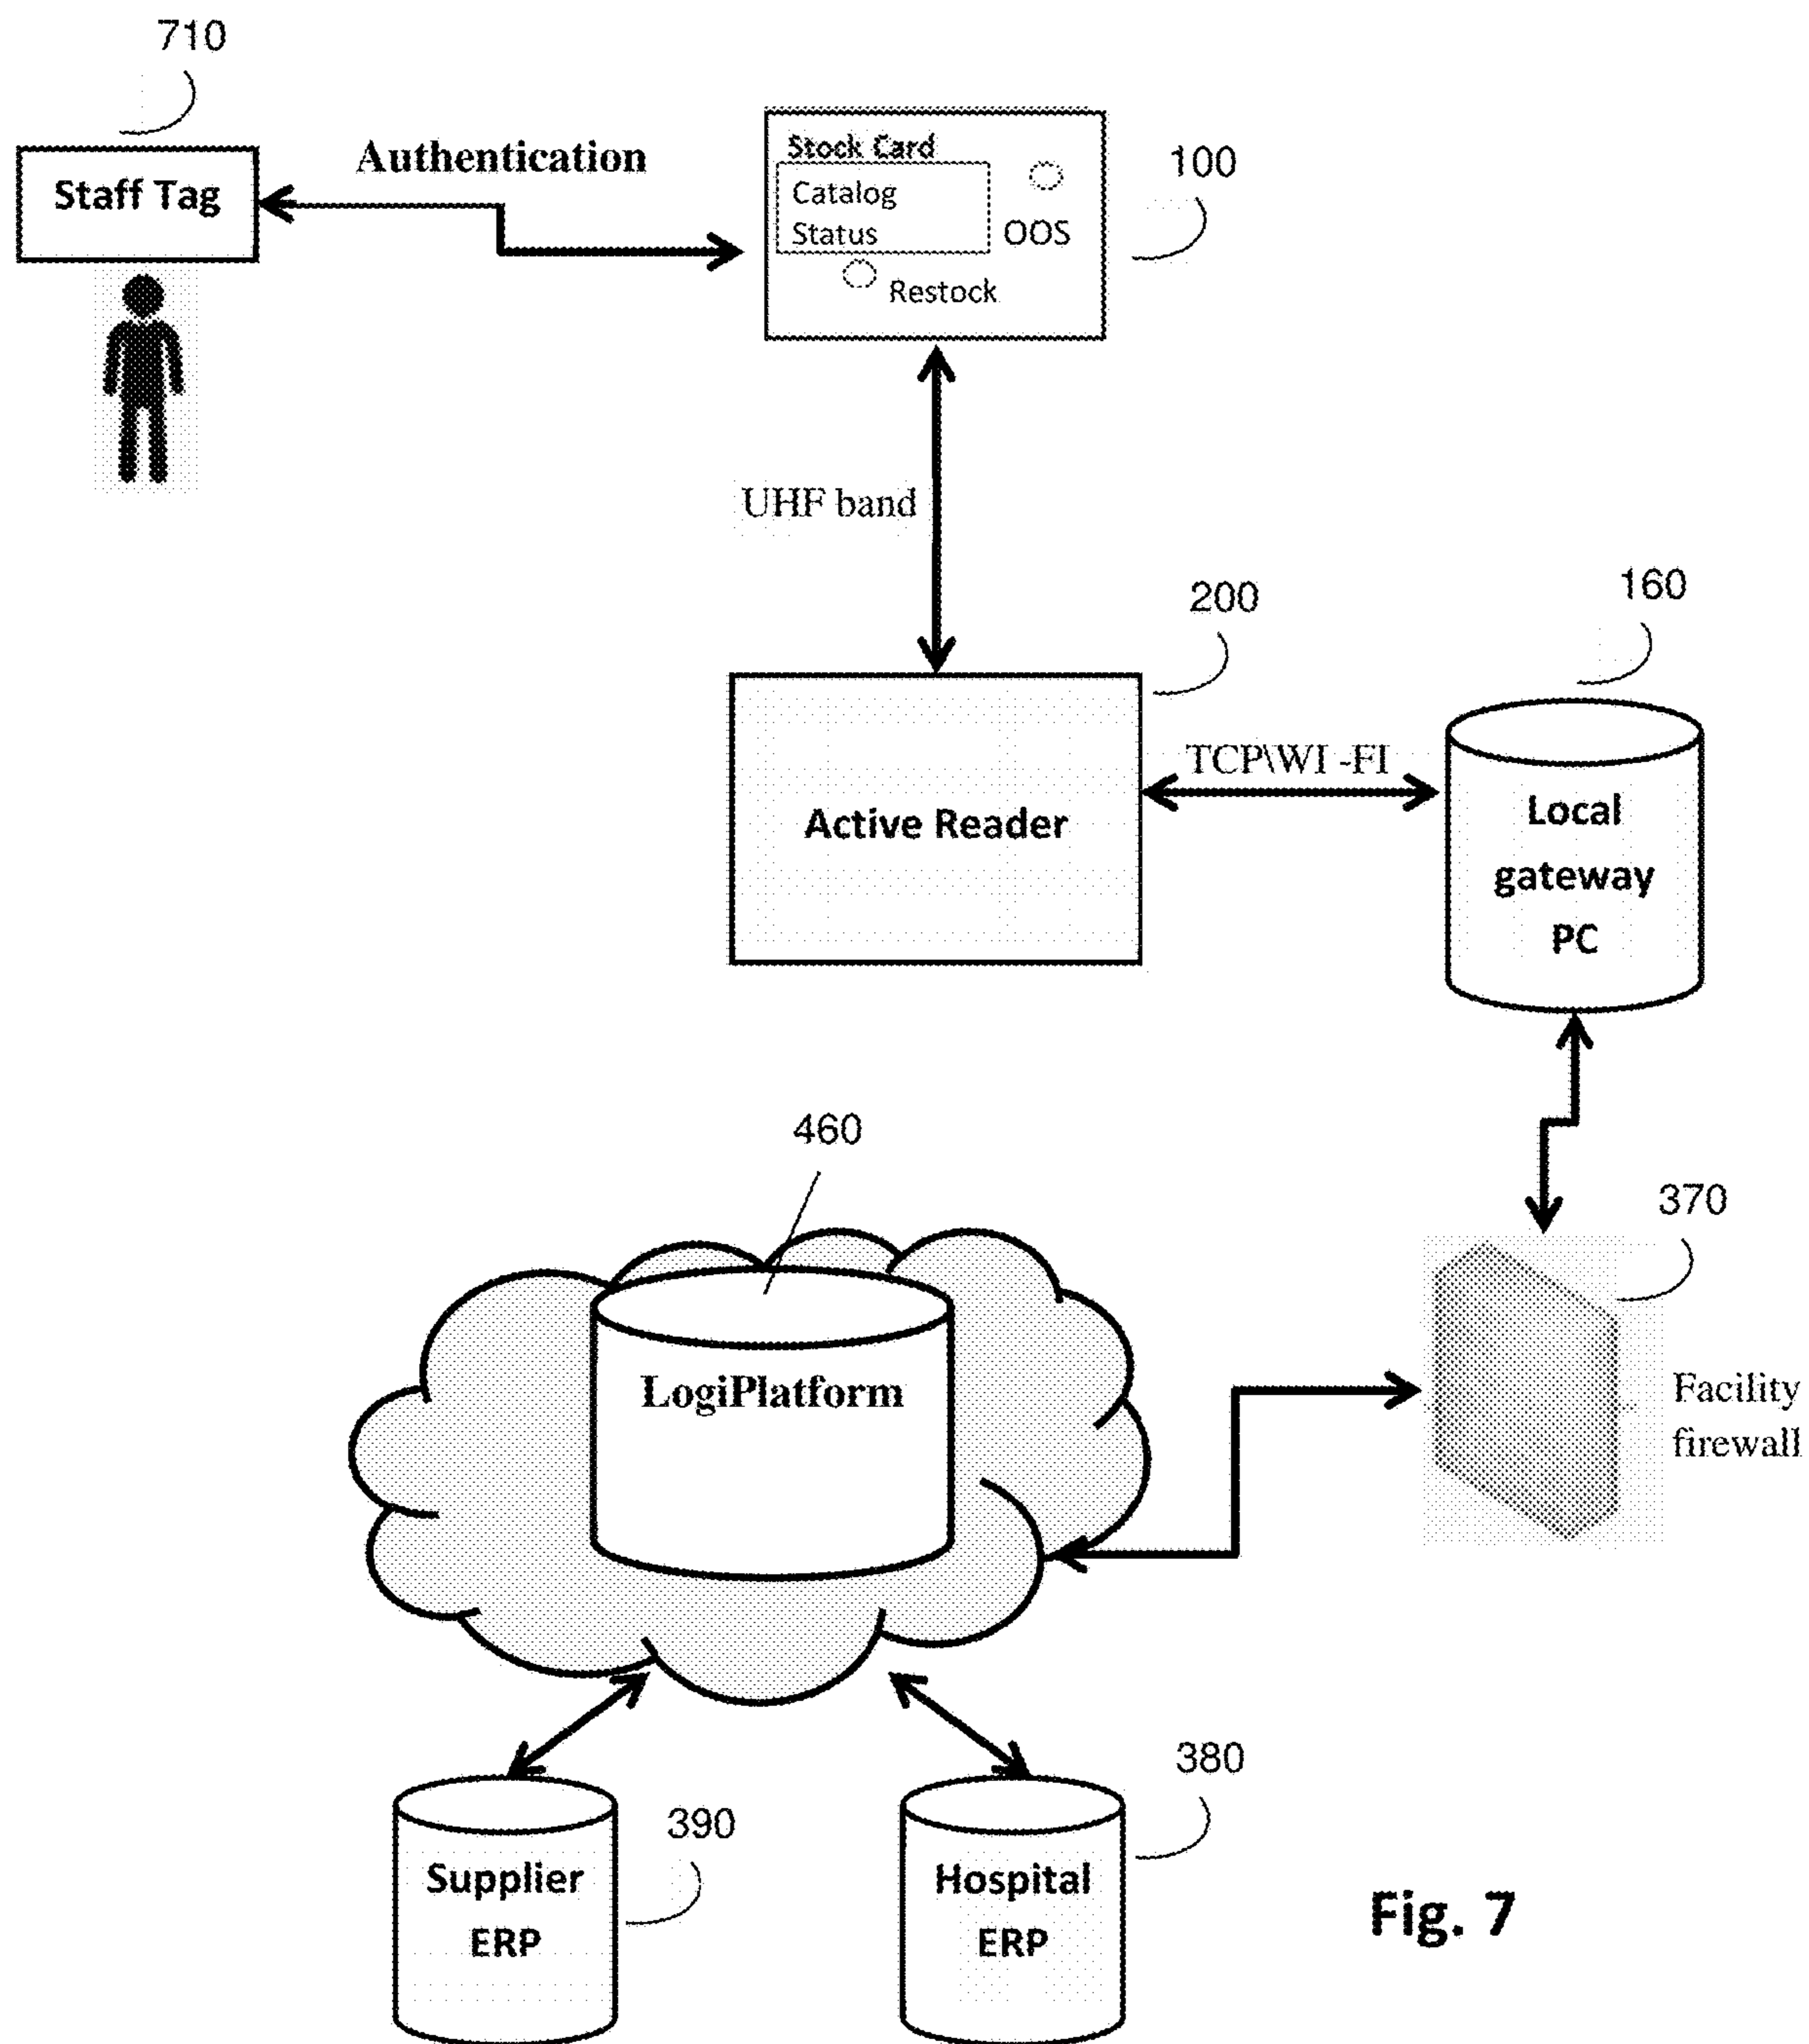 710
Staff Tag
Authentication
Stock Card
Catalog
Status
OOS
Restock
100
UHF band
200
160
Active Reader
TCP\WI -FI
Local
gateway
PC
460
370
LogiPlatform
Facility
firewall
390
380
Supplier
ERP
Hospital
ERP
Fig. 7